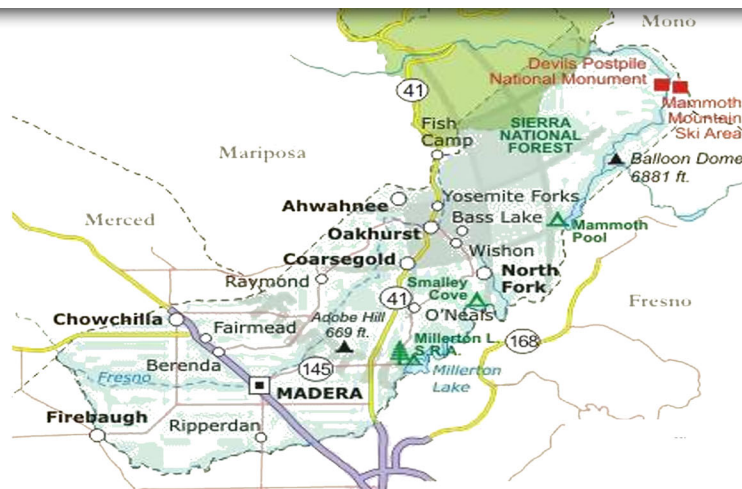 Mono
Devils Postpile
National Monument
41
Mammoth
Mountain
Ski Area
Fish
Camp
SIERRA
NATIONAL
FOREST
Mariposa
Balloon Dome
6881 ft.
Yosemite Forks
Ahwahnee
Bass Lake
Merced
Mammoth
Pool
Oakhurst
Wishon
Coarsegold
North
Fork
Raymond
Smalley
Cove
41
Fresno
O'Neals
Adobe Hill
669 ft.
Chowchilla
Fairmead
Millerton L.
S.R.A.
168
Berenda
145
Millerton
Lake
Fresno
MADERA
Firebaugh
Ripperdan